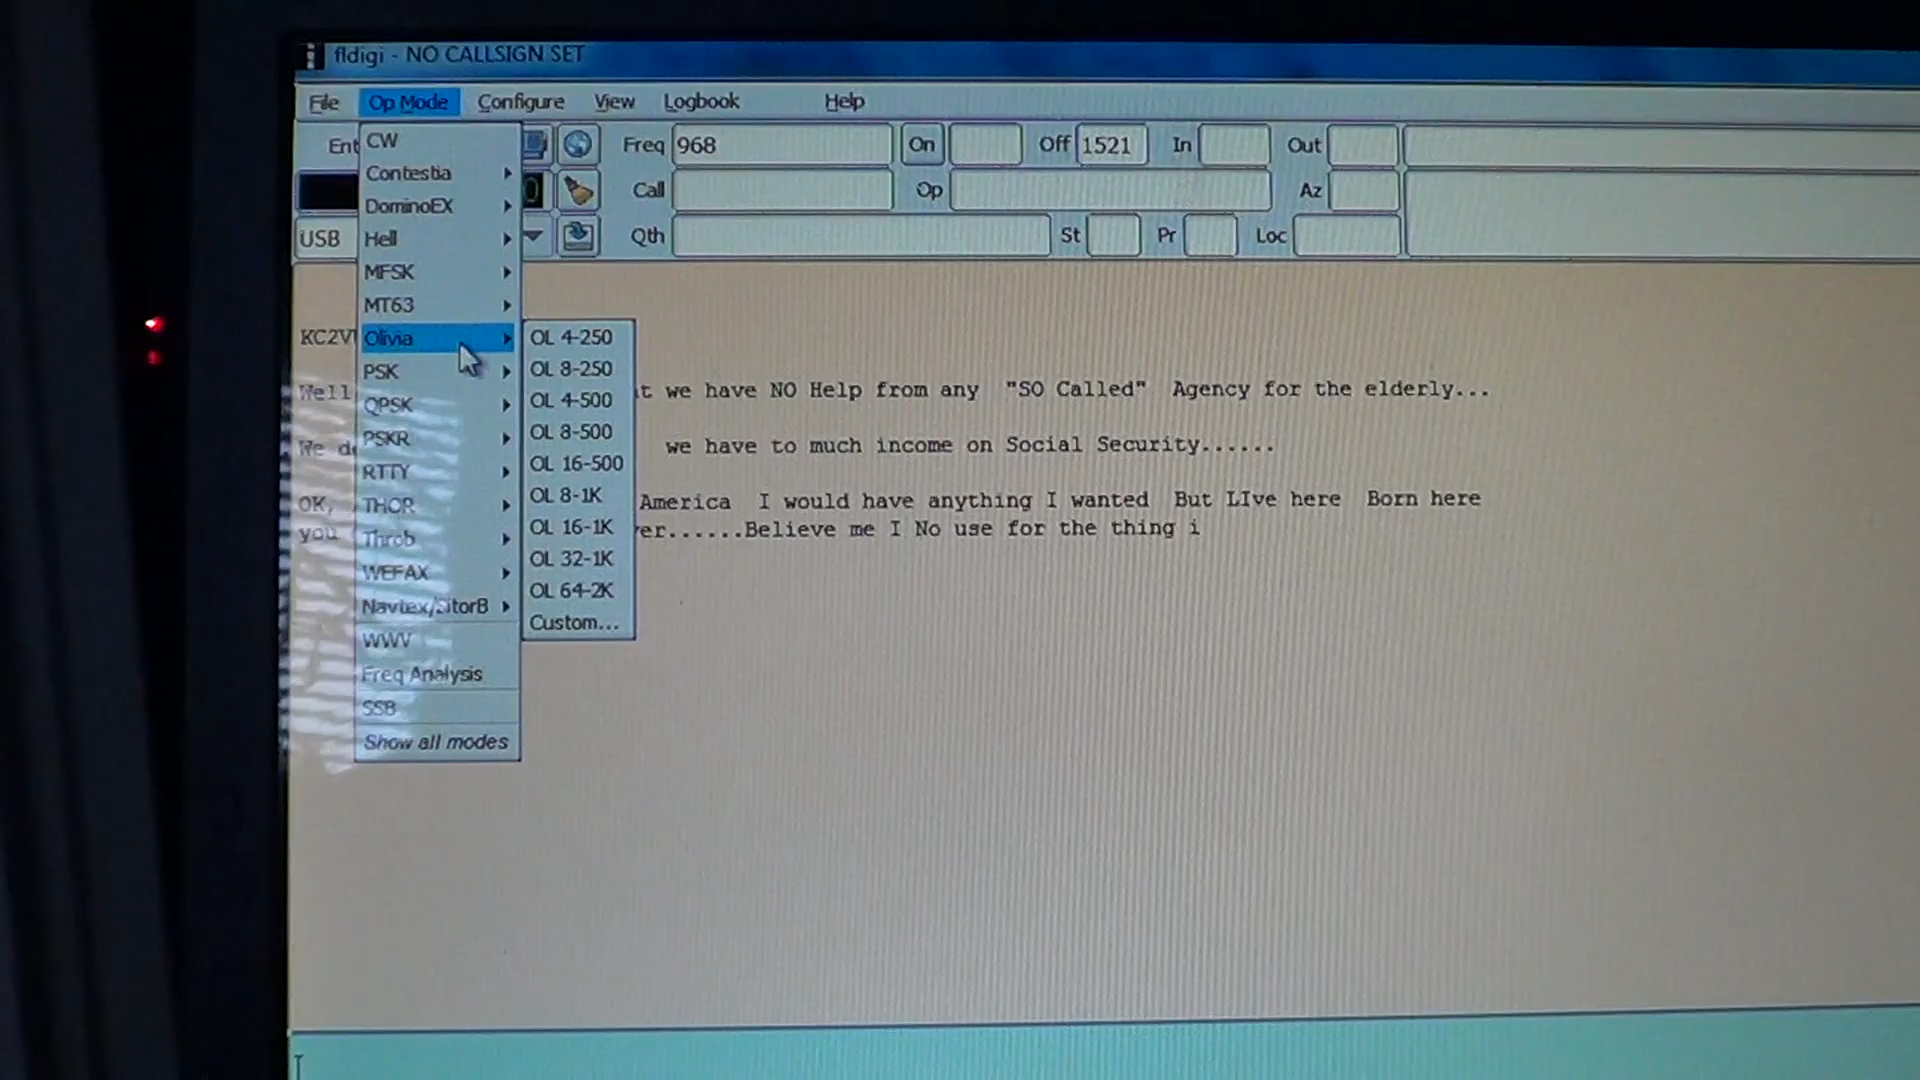 fldigi - NO CALLSIGN SET
File Op Mode Configure View Logbook Help
Freq 968 On Off 1521 In Out
Call Op Az
USB Qth St Pr Loc
CW
Contestia
DominoEX
Hell
MFSK
MT63
Olivia
PSK
QPSK
PSKR
RTTY
THOR
Throb
WEFAX
Navtex/SitorB
WWV
Freq Analysis
SSB
Show all modes
OL 4-250
OL 8-250
OL 4-500
OL 8-500
OL 16-500
OL 8-1K
OL 16-1K
OL 32-1K
OL 64-2K
Custom...
Well we have NO Help from any "SO Called" Agency for the elderly...
We we have to much income on Social Security......
OK, America I would have anything I wanted But LIve here Born here
you ......Believe me I No use for the thing i